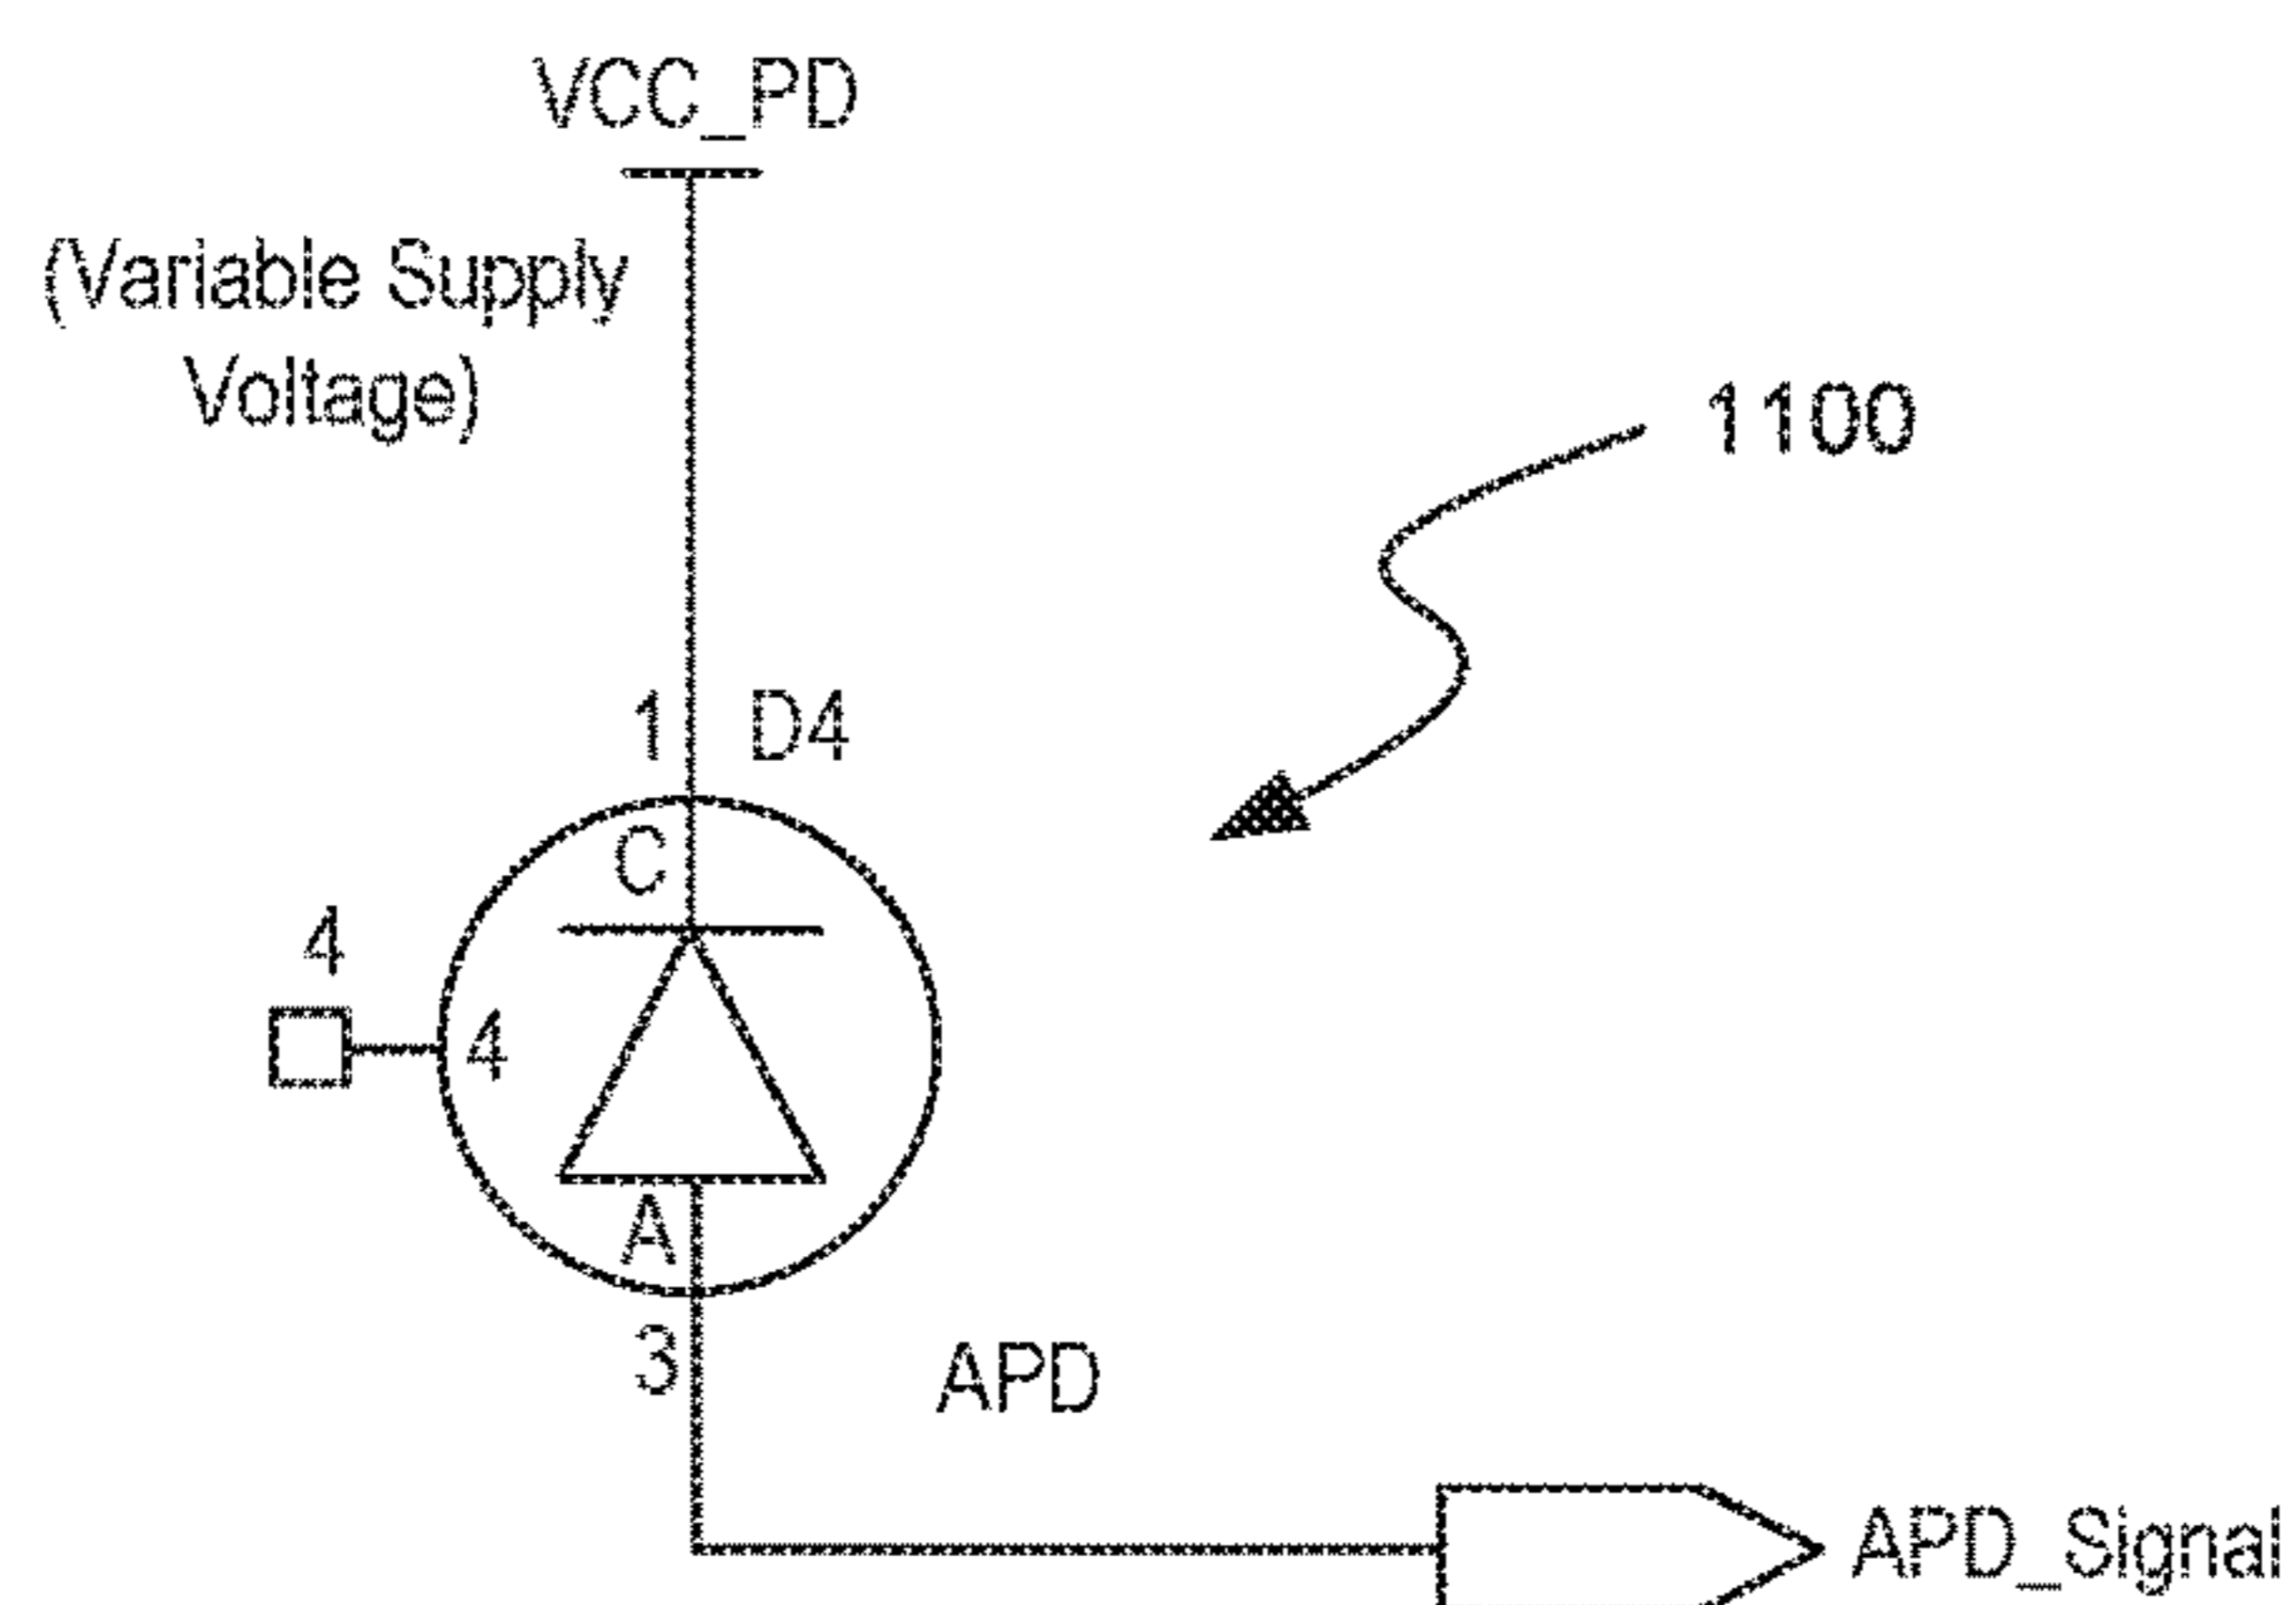 VCC_PD
(Variable Supply
Voltage)
1100
1 D4
C
4
4
A
3
APD
APD_Signal